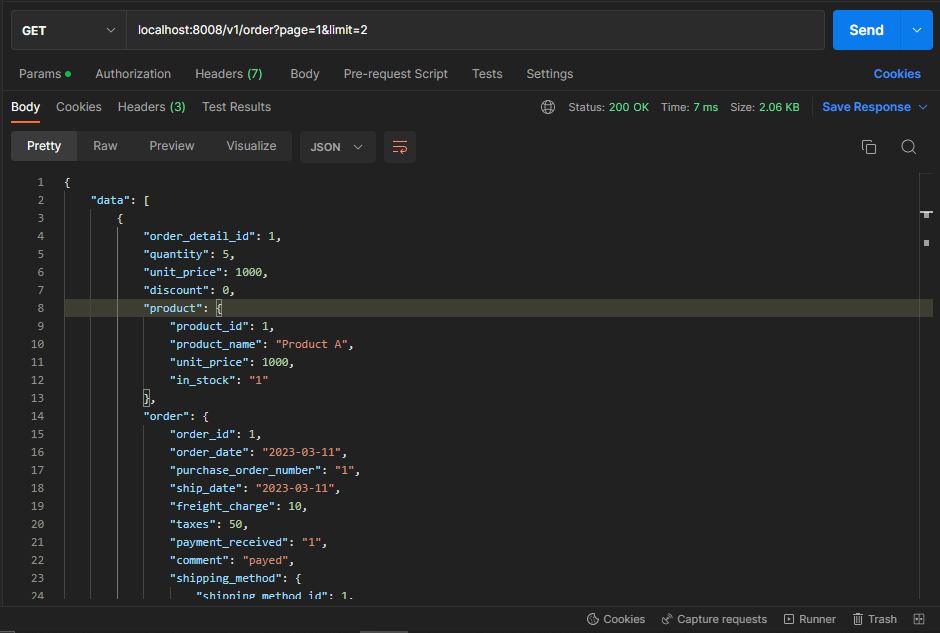 GET localhost:8008/v1/order?page=1&limit=2 Send
Params Authorization Headers (7) Body Pre-request Script Tests Settings Cookies
Body Cookies Headers (3) Test Results Status: 200 OK Time: 7 ms Size: 2.06 KB Save Response
Pretty Raw Preview Visualize JSON
1 {
2 "data": [
3 {
4 "order_detail_id": 1,
5 "quantity": 5,
6 "unit_price": 1000,
7 "discount": 0,
8 "product": {
9 "product_id": 1,
10 "product_name": "Product A",
11 "unit_price": 1000,
12 "in_stock": "1"
13 },
14 "order": {
15 "order_id": 1,
16 "order_date": "2023-03-11",
17 "purchase_order_number": "1",
18 "ship_date": "2023-03-11",
19 "freight_charge": 10,
20 "taxes": 50,
21 "payment_received": "1",
22 "comment": "payed",
23 "shipping_method": {
24 "shipping_method_id": 1,
Cookies Capture requests Runner Trash